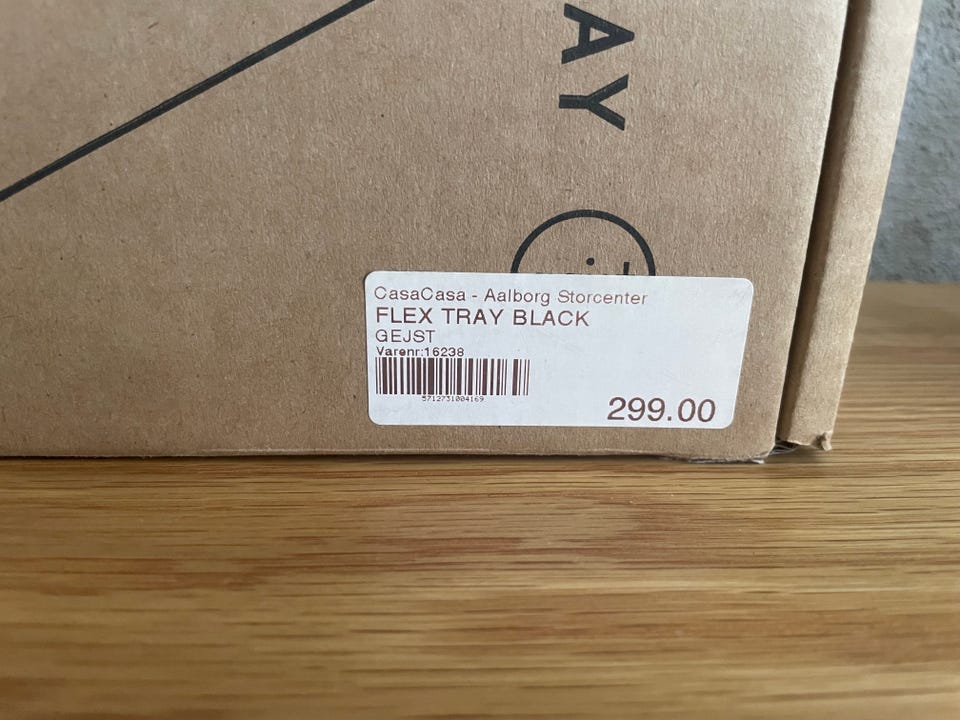 AY
CasaCasa - Aalborg Storcenter
FLEX TRAY BLACK
GEJST
Varenr:16238
5712731004169
299.00